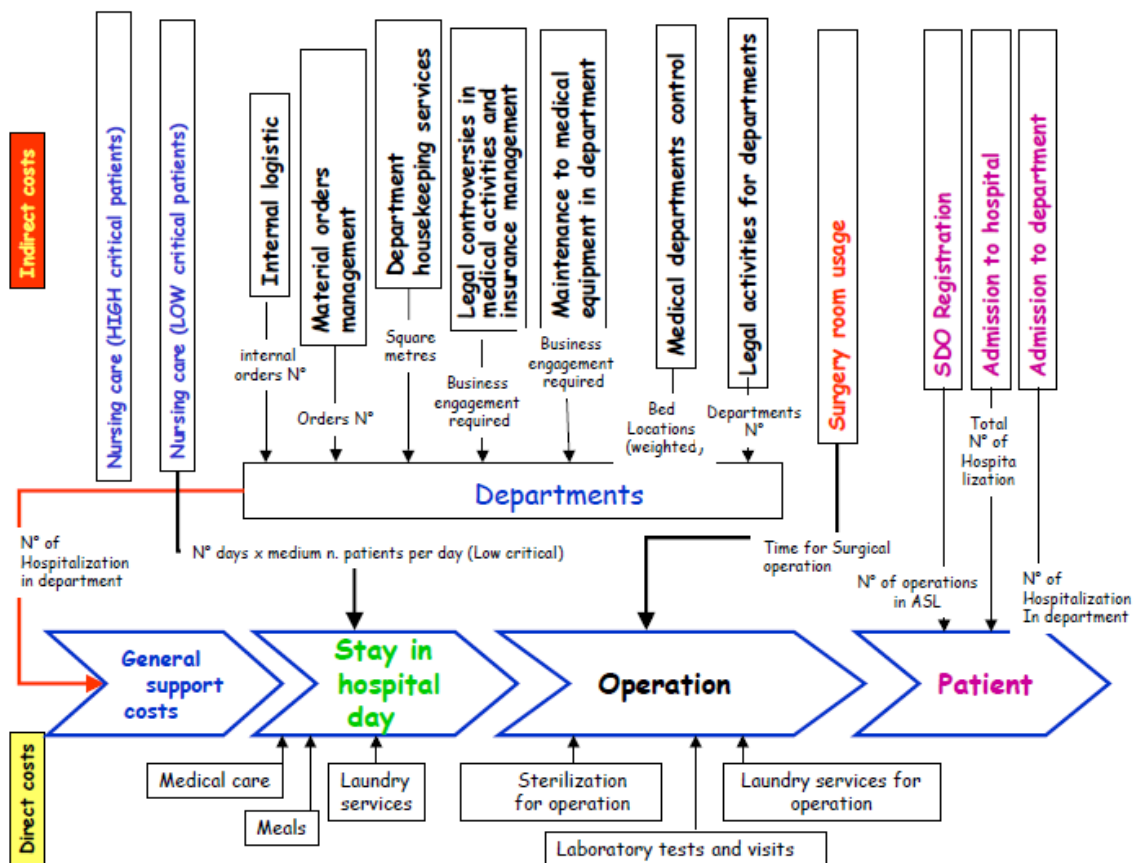 Indirect costs
Nursing care (HIGH critical patients)
Nursing care (LOW critical patients)
Internal logistic
Material orders
management
Department
housekeeping services
Legal controversies in
medical activities and
insurance management
Maintenance to medical
equipment in department
Medical departments control
Legal activities for departments
Surgery room usage
SDO Registration
Admission to hospital
Admission to department
internal
orders N°
Orders N°
Square
metres
Business
engagement
required
Business
engagement
required
Bed
Locations
(weighted,
Departments
N°
Total
N° of
Hospita
lization
Departments
N° of
Hospitalization
in department
N° days x medium n. patients per day (Low critical)
Time for Surgical
operation
N° of operations
in ASL
N° of
Hospitalization
In department
General
support
costs
Stay in
hospital
day
Operation
Patient
Direct costs
Medical care
Meals
Laundry
services
Sterilization
for operation
Laboratory tests and visits
Laundry services for
operation